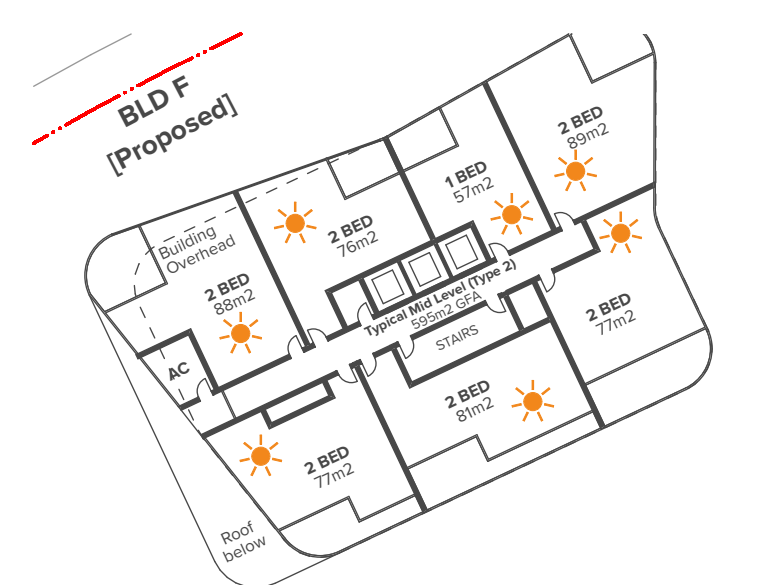 BLD F
[Proposed]
2 BED
89m2
1 BED
57m2
2 BED
76m2
Building
Overhead
2 BED
88m2
Typical Mid Level (Type 2)
595m2 GFA
STAIRS
2 BED
77m2
AC
2 BED
81m2
2 BED
77m2
Roof
below